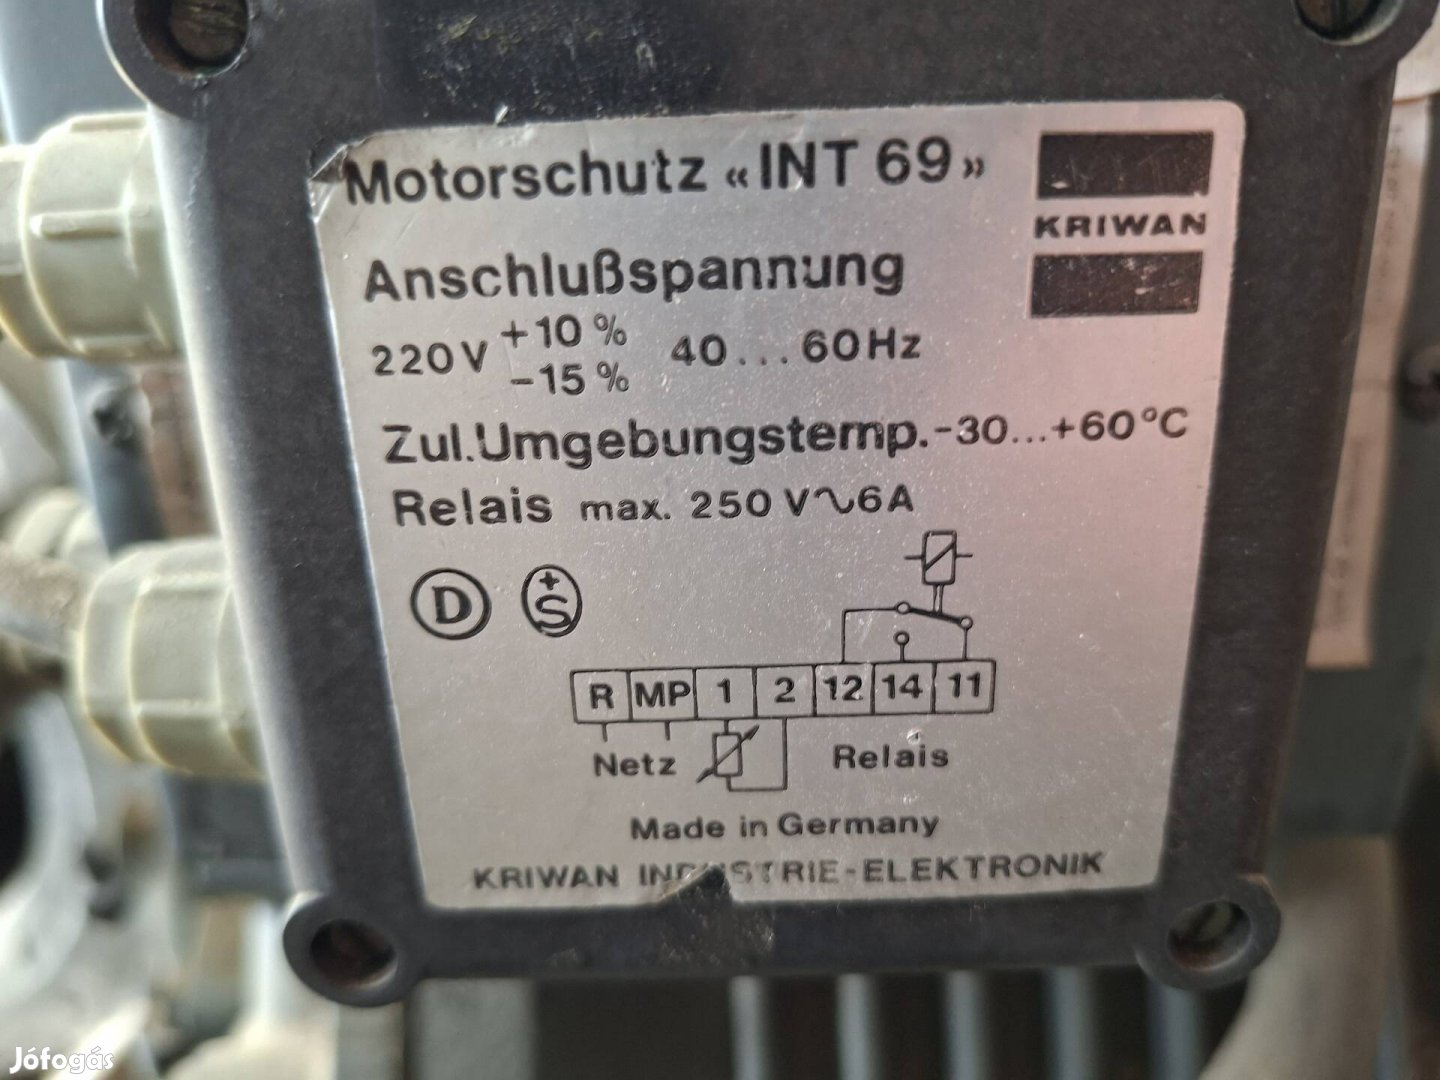 Motorschutz «INT 69»
KRIWAN
Anschlußspannung
220V +10 % -15 % 40...60Hz
Zul.Umgebungstemp.-30...+60°C
Relais max. 250 V∿6A
D +S
R MP 1 2 12 14 11
Netz Relais
Made in Germany
KRIWAN INDUSTRIE-ELEKTRONIK
Jófogás